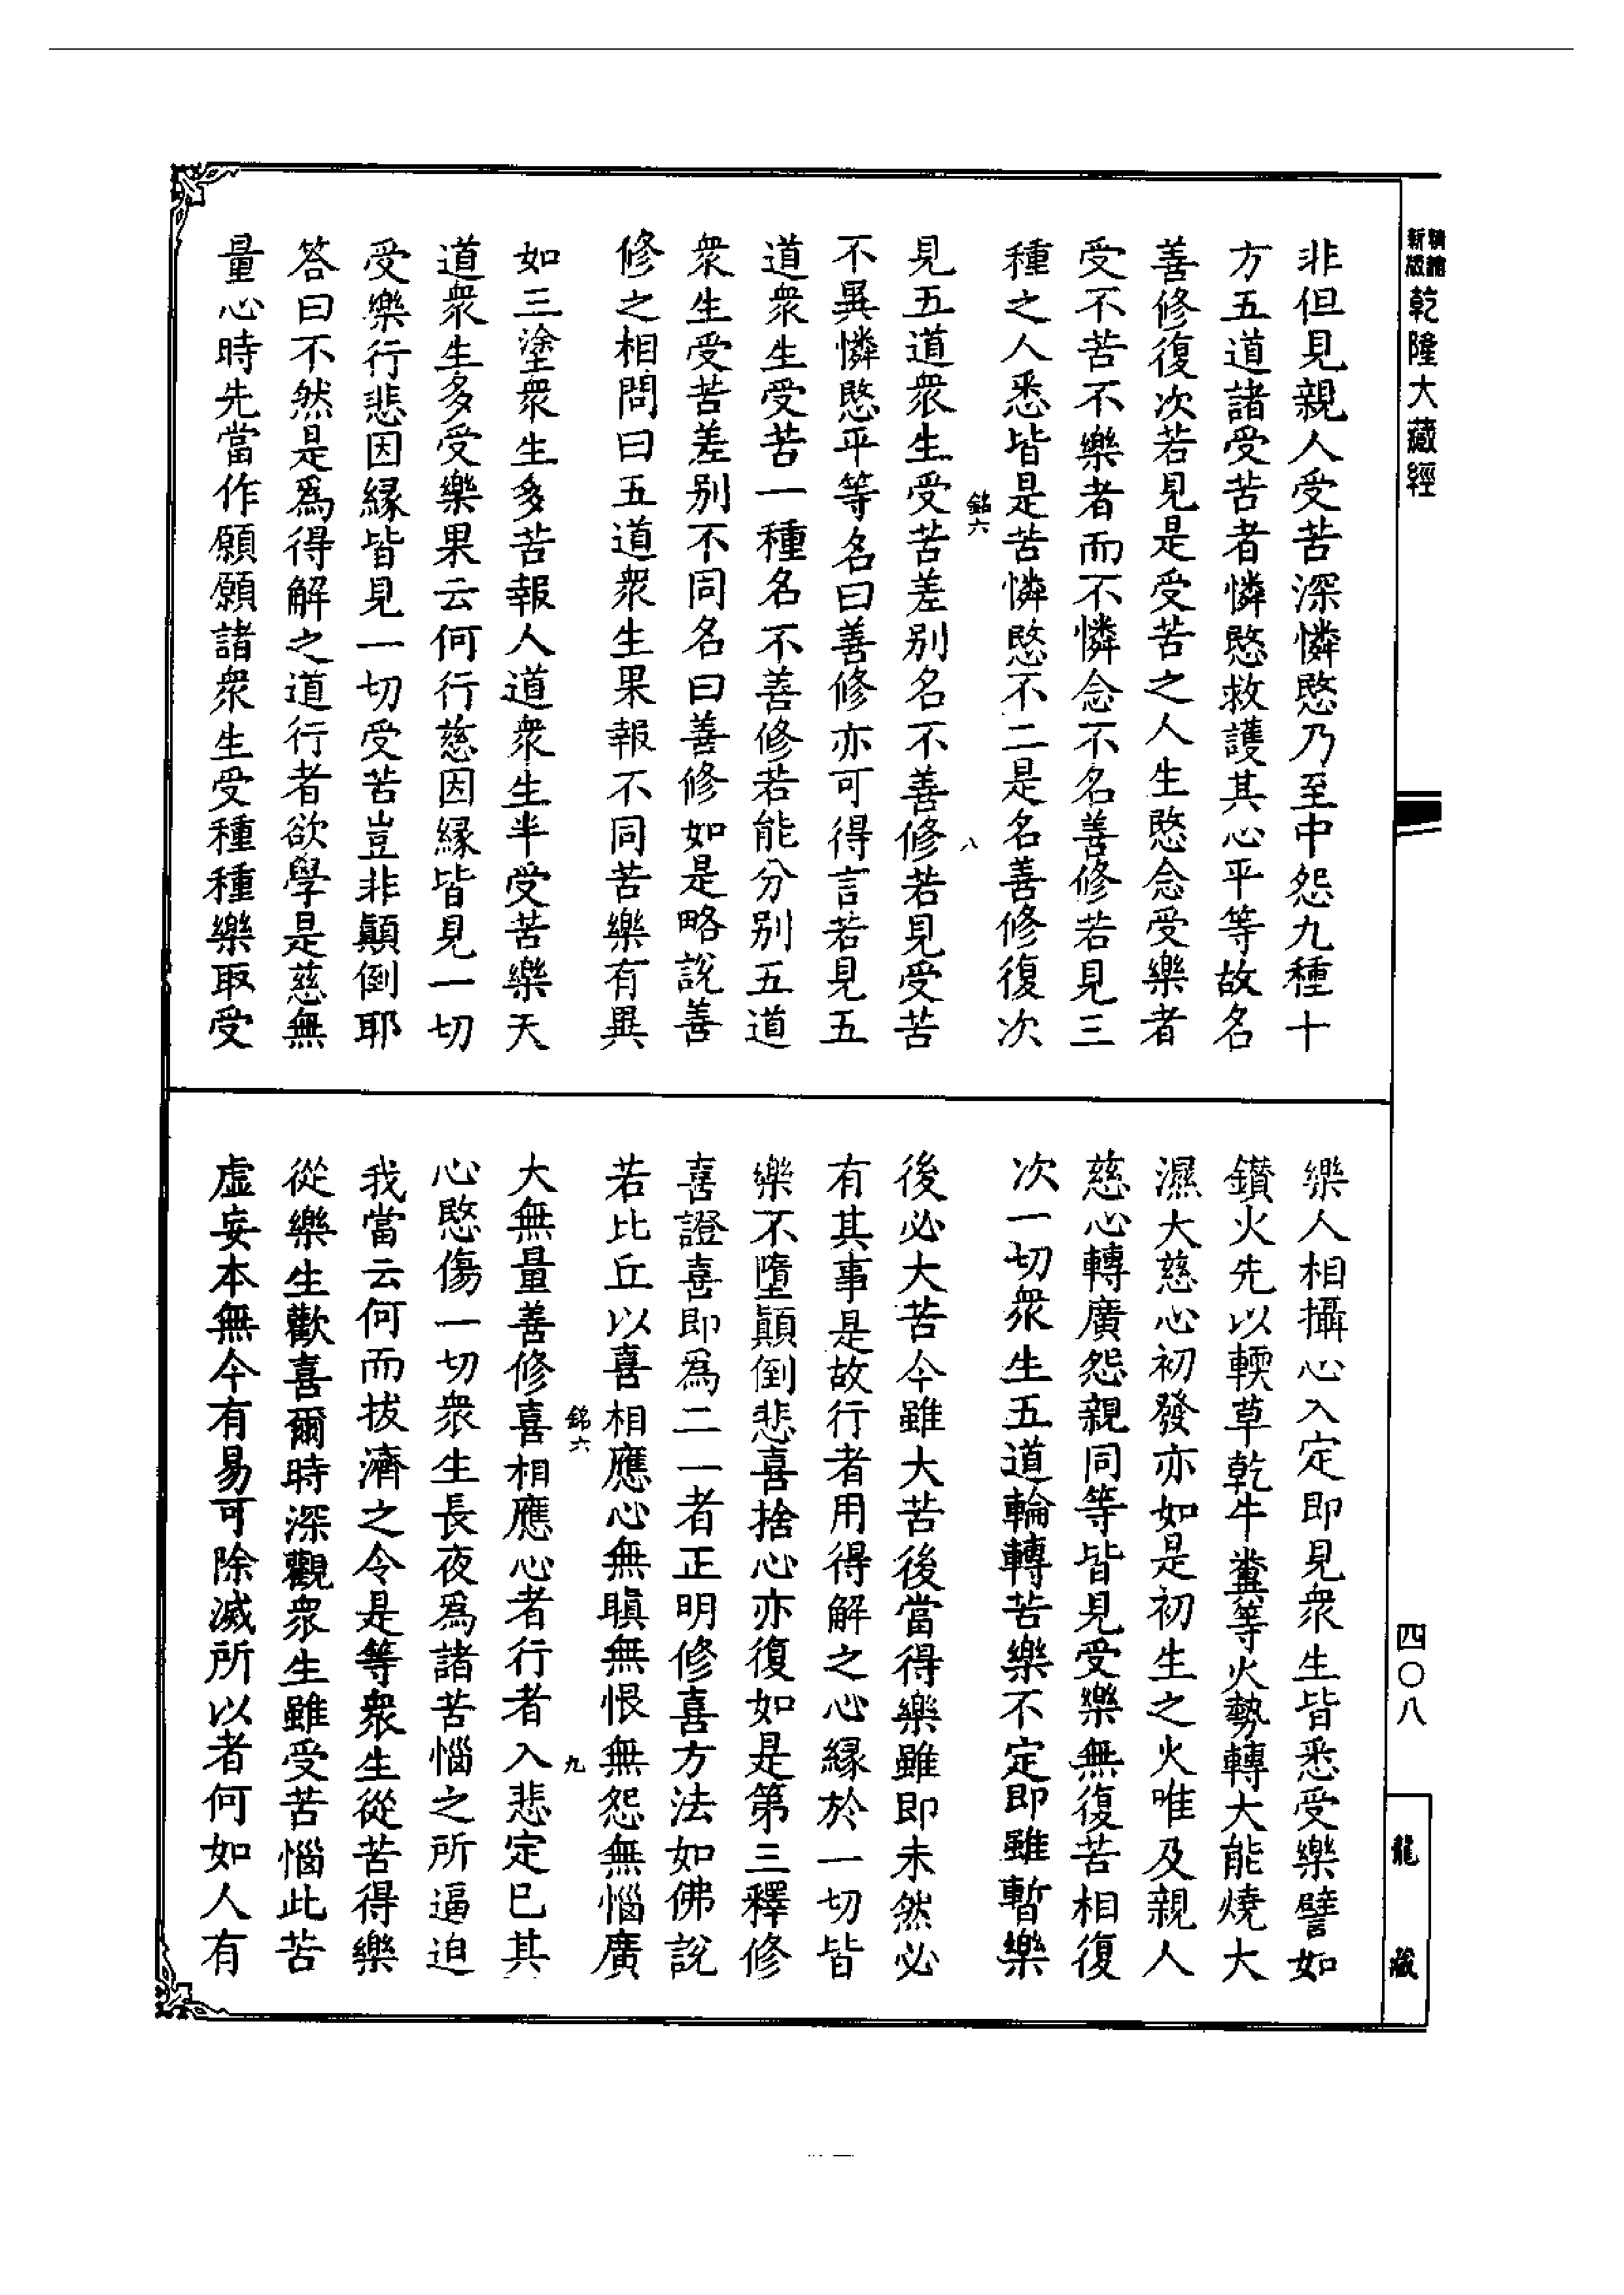 新版精縮乾隆大藏經
非但見親人受苦深憐愍乃至中怨九種十
方五道諸受苦者憐愍救護其心平等故名
善修復次若見是受苦之人生愍念受樂者
受不苦不樂者而不憐念不名善修若見三
種之人悉皆是苦憐愍不二是名善修復次
銘六 八
見五道衆生受苦差别名不善修若見受苦
不異憐愍平等名曰善修亦可得言若見五
道衆生受苦一種名不善修若能分别五道
衆生受苦差别不同名曰善修如是略說善
修之相問曰五道衆生果報不同苦樂有異
如三塗衆生多苦報人道衆生半受苦樂天
道衆生多受樂果云何行慈因緣皆見一切
受樂行悲因緣皆見一切受苦豈非顛倒耶
答曰不然是爲得解之道行者欲學是慈無
量心時先當作願願諸衆生受種種樂取受
樂人相攝心入定即見衆生皆悉受樂譬如
鑽火先以輭草乾牛糞等火勢轉大能燒大
濕大慈心初發亦如是初生之火唯及親人
慈心轉廣怨親同等皆見受樂無復苦相復
次一切衆生五道輪轉苦樂不定即雖暫樂
後必大苦今雖大苦後當得樂雖即未然必
有其事是故行者用得解之心緣於一切皆
樂不墮顛倒悲喜捨心亦復如是第三釋修
喜證喜即爲二一者正明修喜方法如佛說
若比丘以喜相應心無瞋無恨無怨無惱廣
銘六 九
大無量善修喜相應心者行者入悲定已其
心愍傷一切衆生長夜爲諸苦惱之所逼迫
我當云何而拔濟之令是等衆生從苦得樂
從樂生歡喜爾時深觀衆生雖受苦惱此苦
虛妄本無今有易可除滅所以者何如人有
四〇八
龍藏